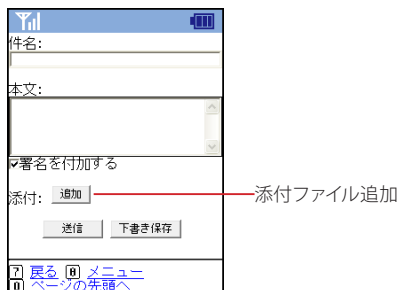 件名:
本文:
署名を付加する
添付: 追加 添付ファイル追加
送信 下書き保存
7 戻る 8 メニュー
0 ページの先頭へ